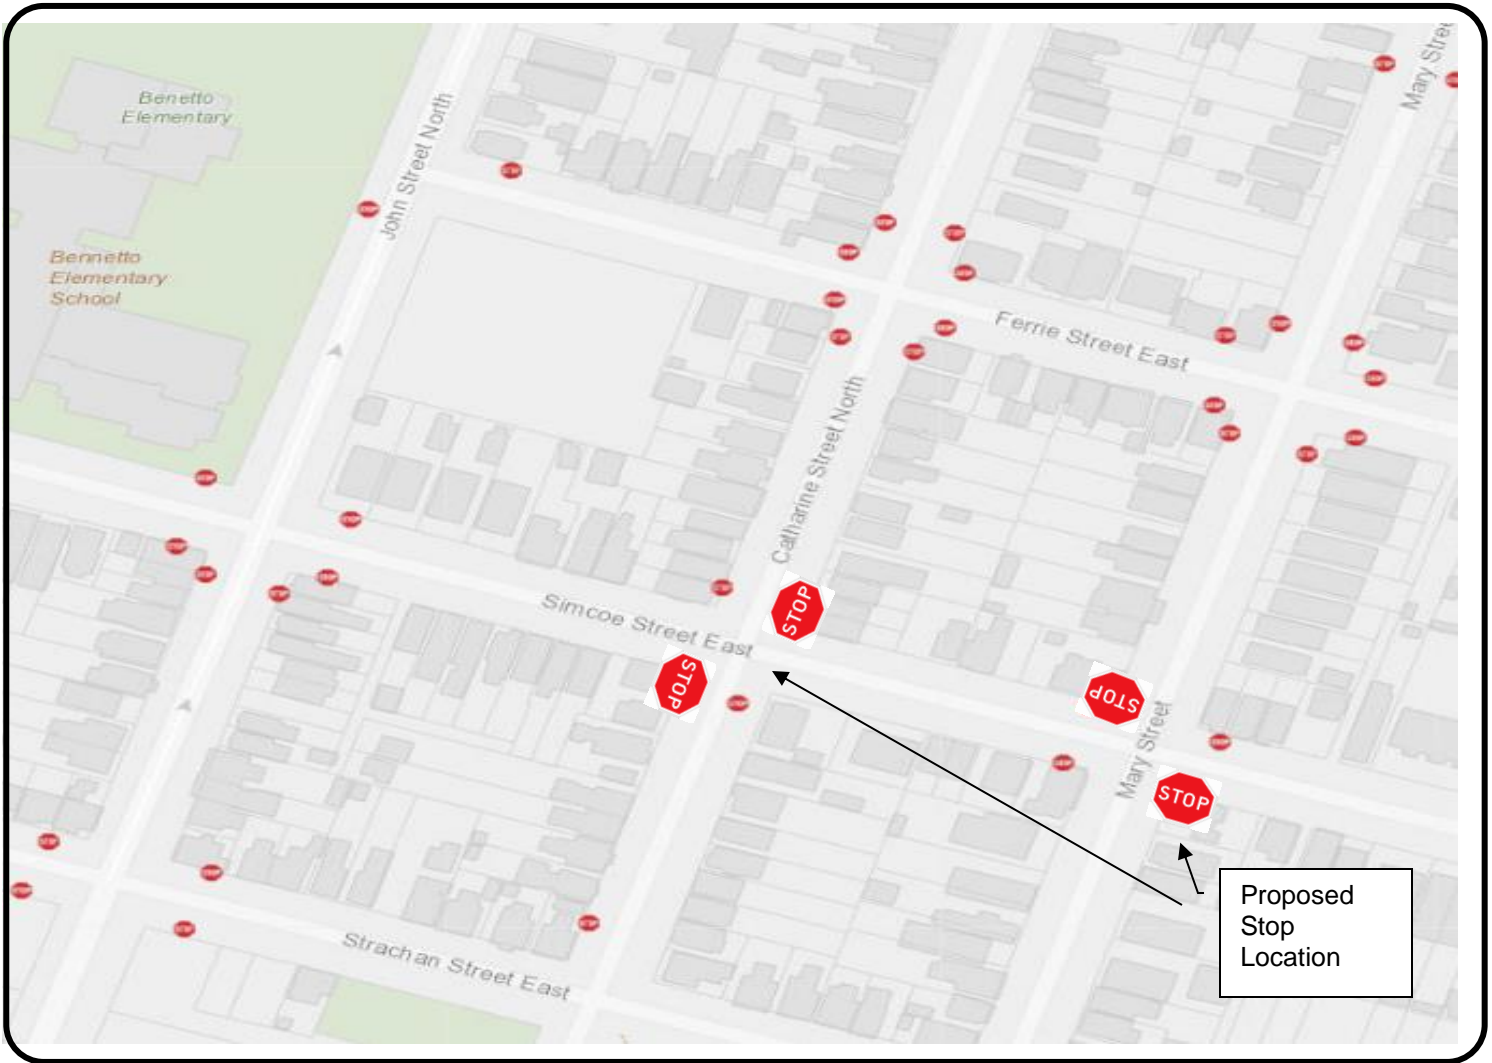 Benetto
Elementary
Bennetto
Elementary
School
John Street North
Mary Stree
Ferrie Street East
Catharine Street North
Simcoe Street East
STOP
STOP
STOP
STOP
Mary Street
Strachan Street East
Proposed
Stop
Location